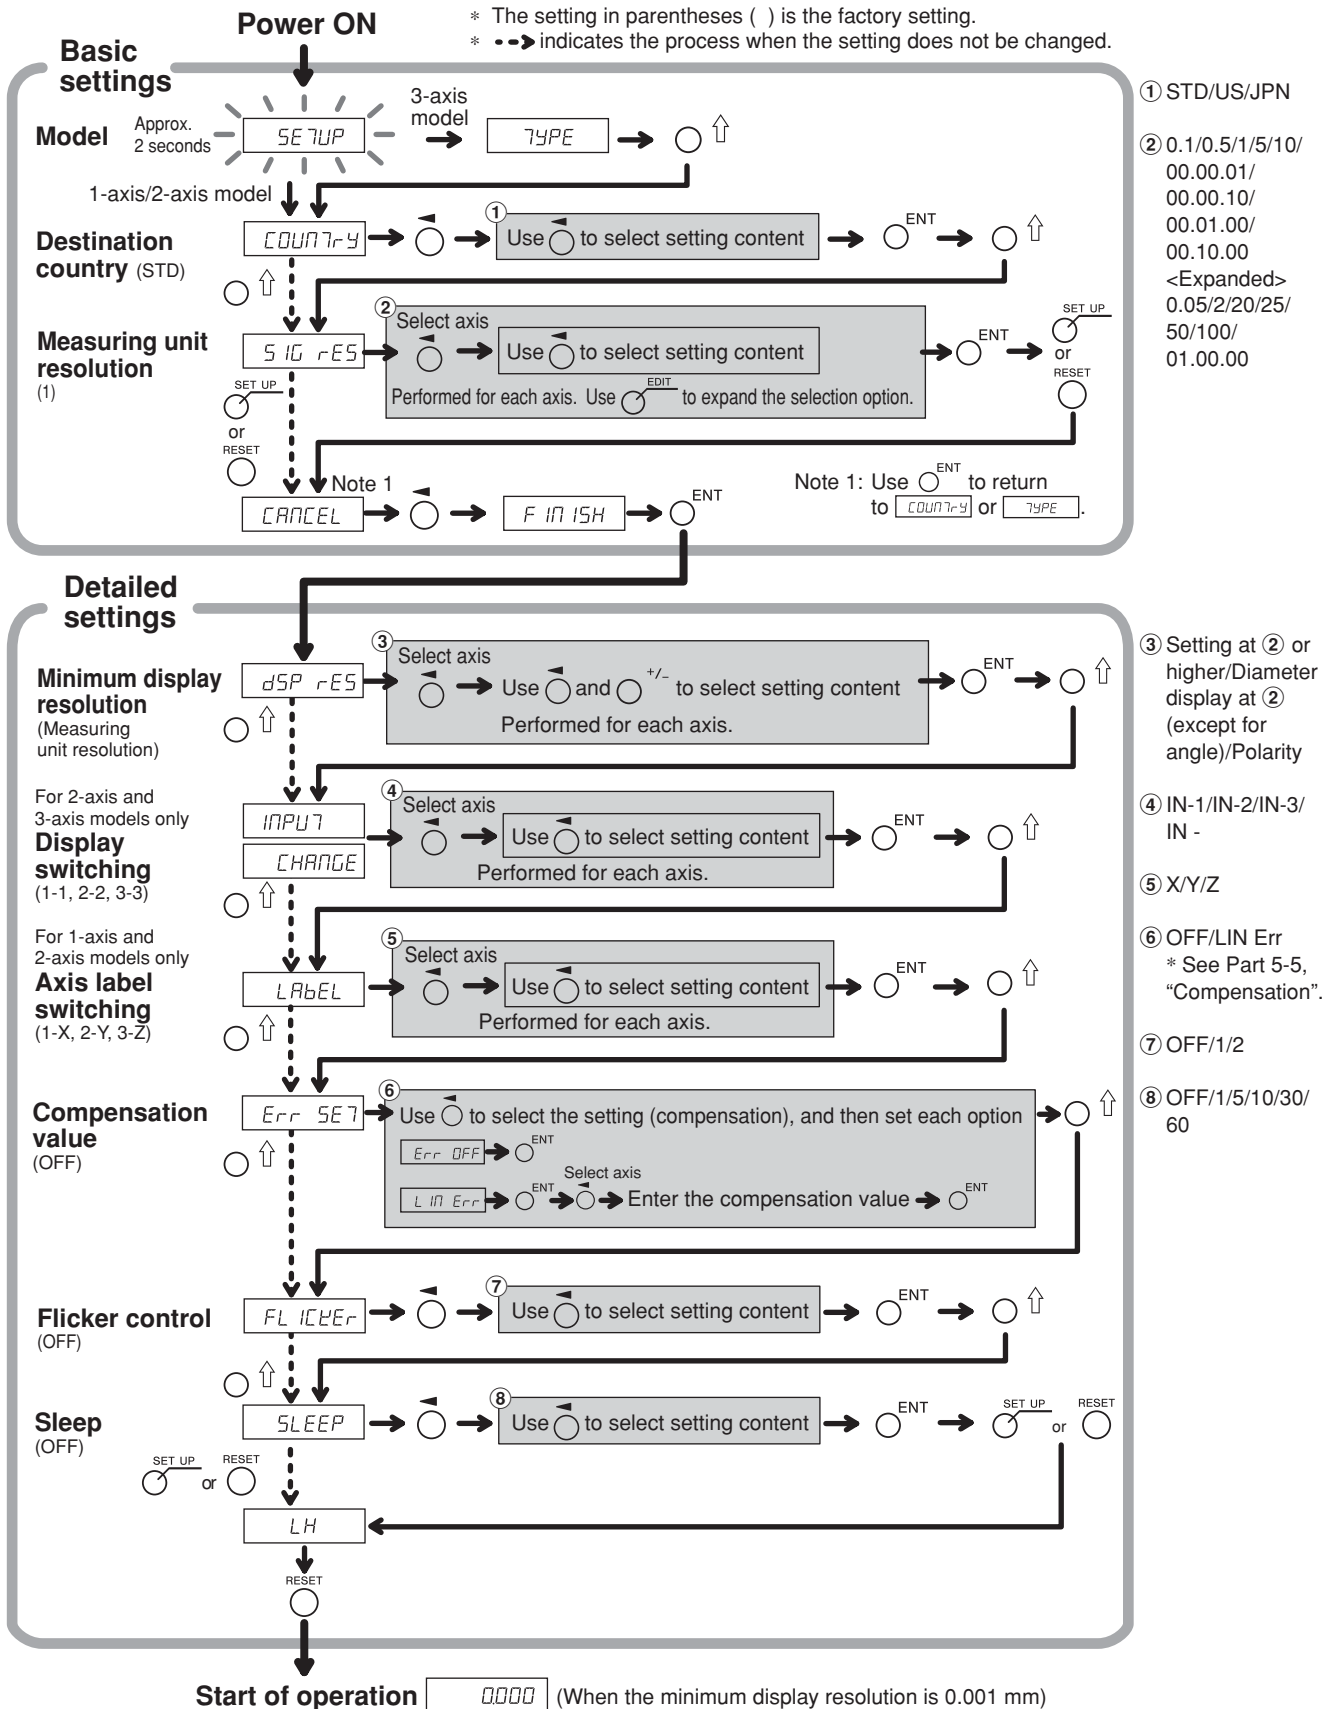 Power ON
* The setting in parentheses ( ) is the factory setting.
* indicates the process when the setting does not be changed.
Basic
settings
Model
Approx.
2 seconds
SETUP
3-axis
model
TYPE
1-axis/2-axis model
Destination
country (STD)
COUNTrY
①
Use to select setting content
ENT
Measuring unit
resolution
(1)
SIG rES
②
Select axis
Use to select setting content
Performed for each axis. Use EDIT to expand the selection option.
ENT
SET UP
or
RESET
SET UP
or
RESET
Note 1
CANCEL
FINISH
ENT
Note 1: Use ENT to return
to COUNTrY or TYPE .
① STD/US/JPN
② 0.1/0.5/1/5/10/
00.00.01/
00.00.10/
00.01.00/
00.10.00
<Expanded>
0.05/2/20/25/
50/100/
01.00.00
Detailed
settings
Minimum display
resolution
(Measuring
unit resolution)
dSP rES
③
Select axis
Use and +/- to select setting content
Performed for each axis.
ENT
For 2-axis and
3-axis models only
Display
switching
(1-1, 2-2, 3-3)
INPUT
CHANGE
④
Select axis
Use to select setting content
Performed for each axis.
ENT
For 1-axis and
2-axis models only
Axis label
switching
(1-X, 2-Y, 3-Z)
LAbEL
⑤
Select axis
Use to select setting content
Performed for each axis.
ENT
Compensation
value
(OFF)
Err SET
⑥
Use to select the setting (compensation), and then set each option
Err OFF
ENT
LIN Err
ENT
Select axis
Enter the compensation value
ENT
Flicker control
(OFF)
FLICKEr
⑦
Use to select setting content
ENT
Sleep
(OFF)
SLEEP
⑧
Use to select setting content
ENT
SET UP
or
RESET
SET UP
or
RESET
LH
RESET
③ Setting at ② or
higher/Diameter
display at ②
(except for
angle)/Polarity
④ IN-1/IN-2/IN-3/
IN -
⑤ X/Y/Z
⑥ OFF/LIN Err
* See Part 5-5,
“Compensation”.
⑦ OFF/1/2
⑧ OFF/1/5/10/30/
60
Start of operation 0.000 (When the minimum display resolution is 0.001 mm)